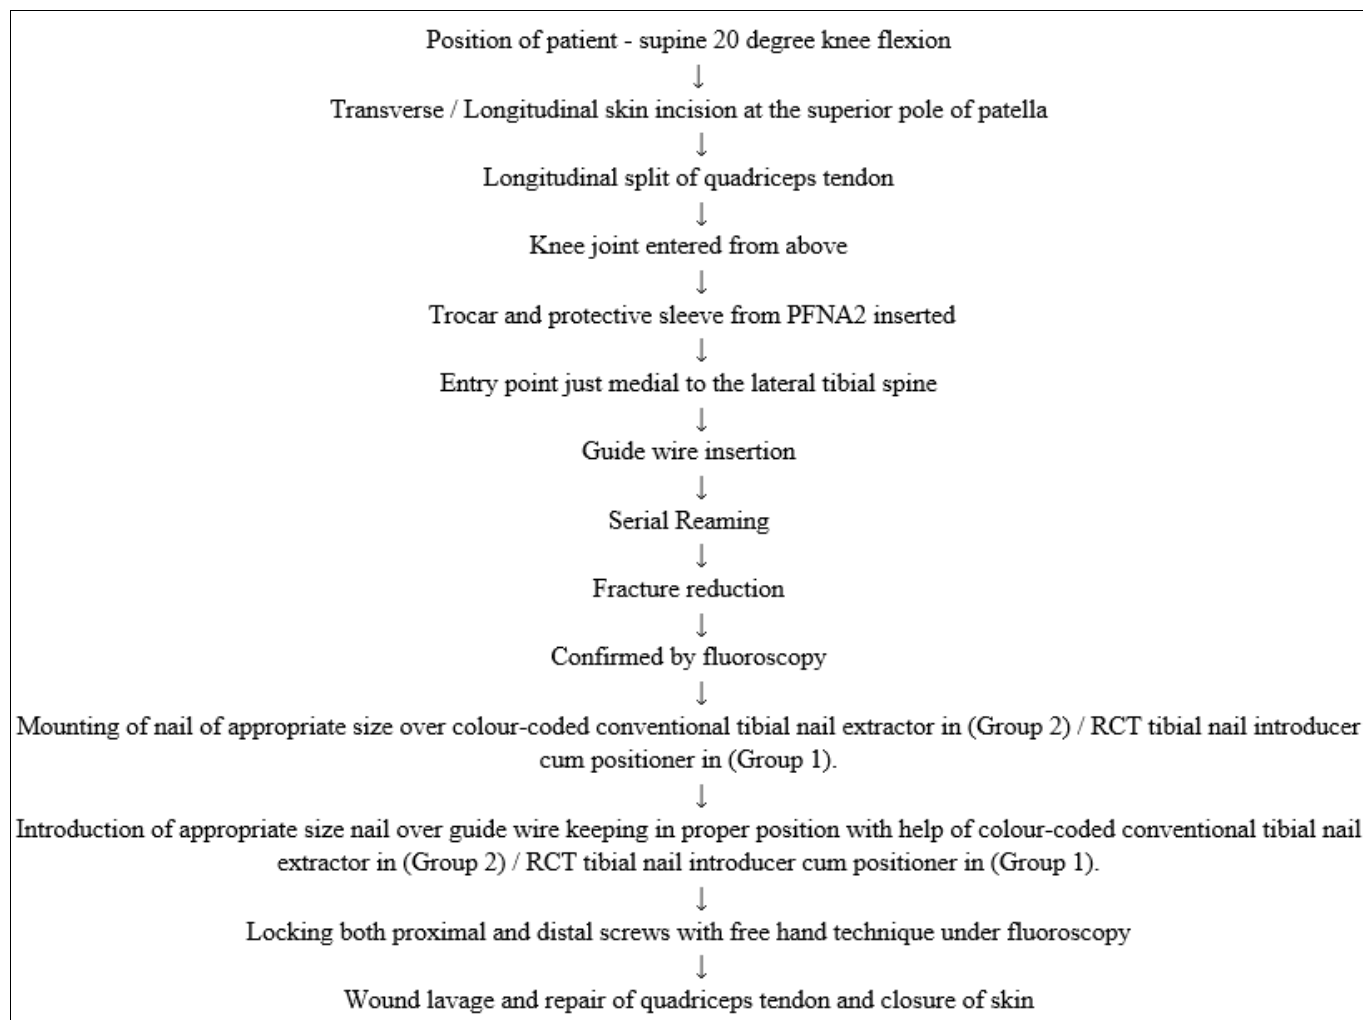 Position of patient - supine 20 degree knee flexion
↓
Transverse / Longitudinal skin incision at the superior pole of patella
↓
Longitudinal split of quadriceps tendon
↓
Knee joint entered from above
↓
Trocar and protective sleeve from PFNA2 inserted
↓
Entry point just medial to the lateral tibial spine
↓
Guide wire insertion
↓
Serial Reaming
↓
Fracture reduction
↓
Confirmed by fluoroscopy
↓
Mounting of nail of appropriate size over colour-coded conventional tibial nail extractor in (Group 2) / RCT tibial nail introducer
cum positioner in (Group 1).
↓
Introduction of appropriate size nail over guide wire keeping in proper position with help of colour-coded conventional tibial nail
extractor in (Group 2) / RCT tibial nail introducer cum positioner in (Group 1).
↓
Locking both proximal and distal screws with free hand technique under fluoroscopy
↓
Wound lavage and repair of quadriceps tendon and closure of skin